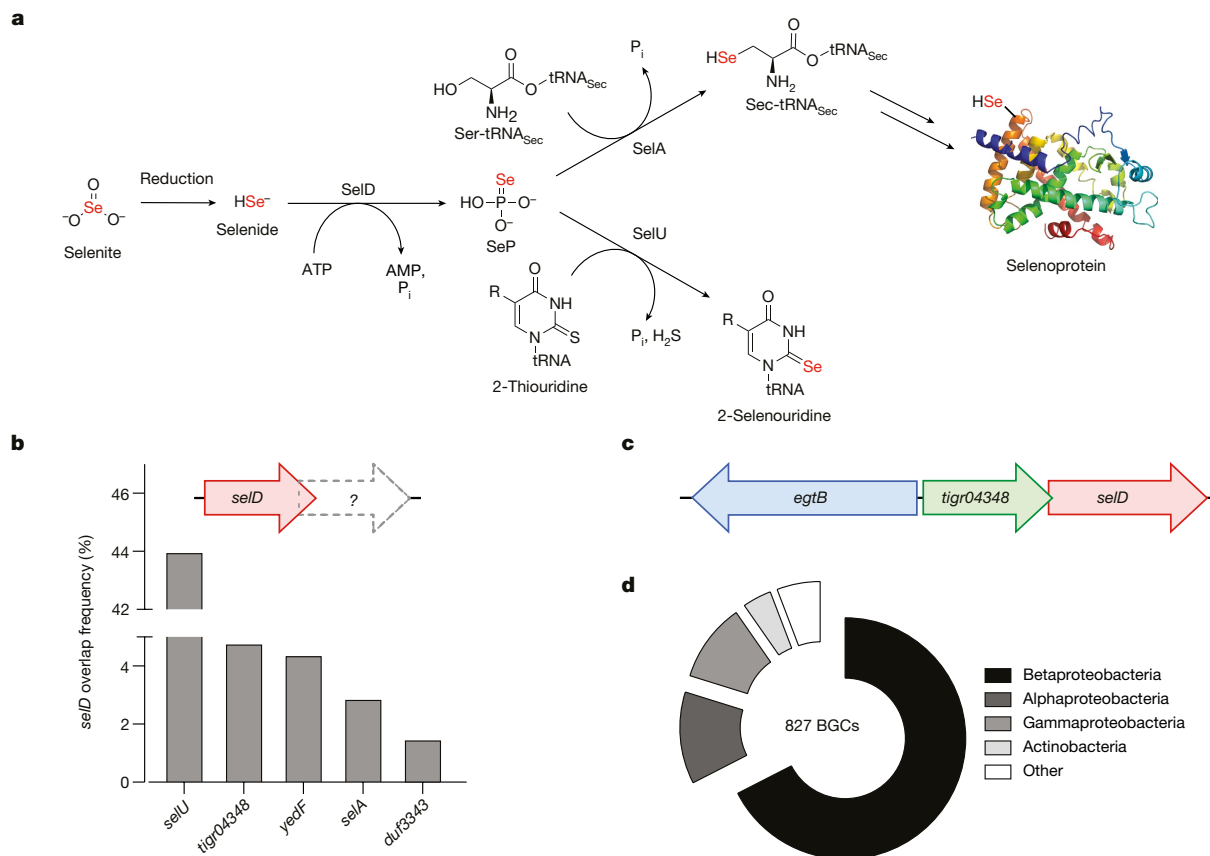 a
O
HO
O
tRNASec
NH2
Ser-tRNASec
Pi
SelA
HSe
O
O
tRNASec
NH2
Sec-tRNASec
HSe
Selenoprotein
O
Se
−O
O−
Selenite
Reduction
HSe−
Selenide
SelD
ATP
AMP,
Pi
Se
HO
P
O−
O−
SeP
SelU
O
R
NH
N
S
tRNA
2-Thiouridine
Pi, H2S
O
R
NH
N
Se
tRNA
2-Selenouridine
b
selD overlap frequency (%)
46
44
42
4
2
0
selD
?
selU
tigr04348
yedF
selA
duf3343
c
egtB
tigr04348
selD
d
827 BGCs
Betaproteobacteria
Alphaproteobacteria
Gammaproteobacteria
Actinobacteria
Other